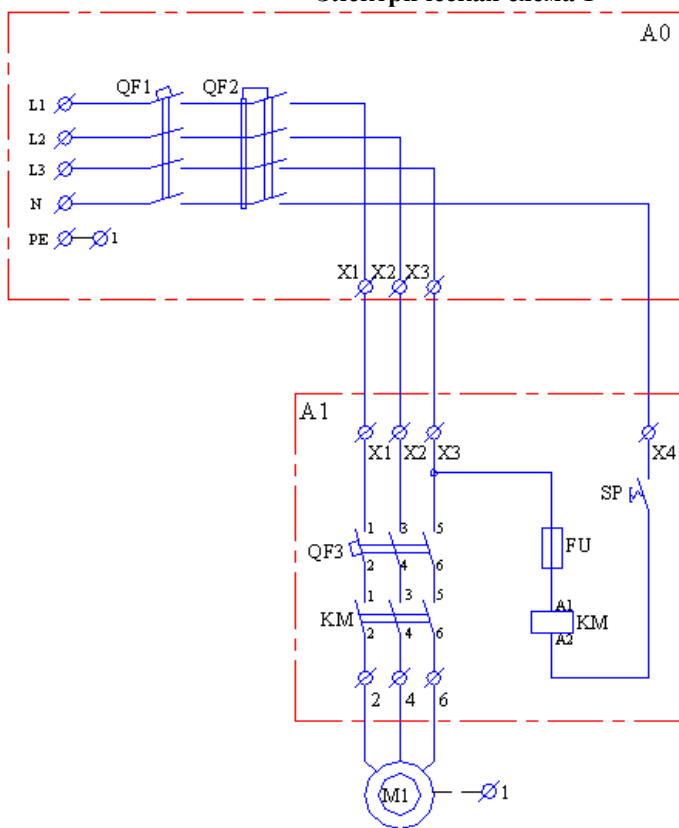 A0
QF1 QF2
L1
L2
L3
N
PE 1
X1 X2 X3
A1
X1 X2 X3 X4
SP
1 3 5
QF3 FU
2 4 6
1 3 5 A1
KM KM
2 4 6 A2
2 4 6
M1 1